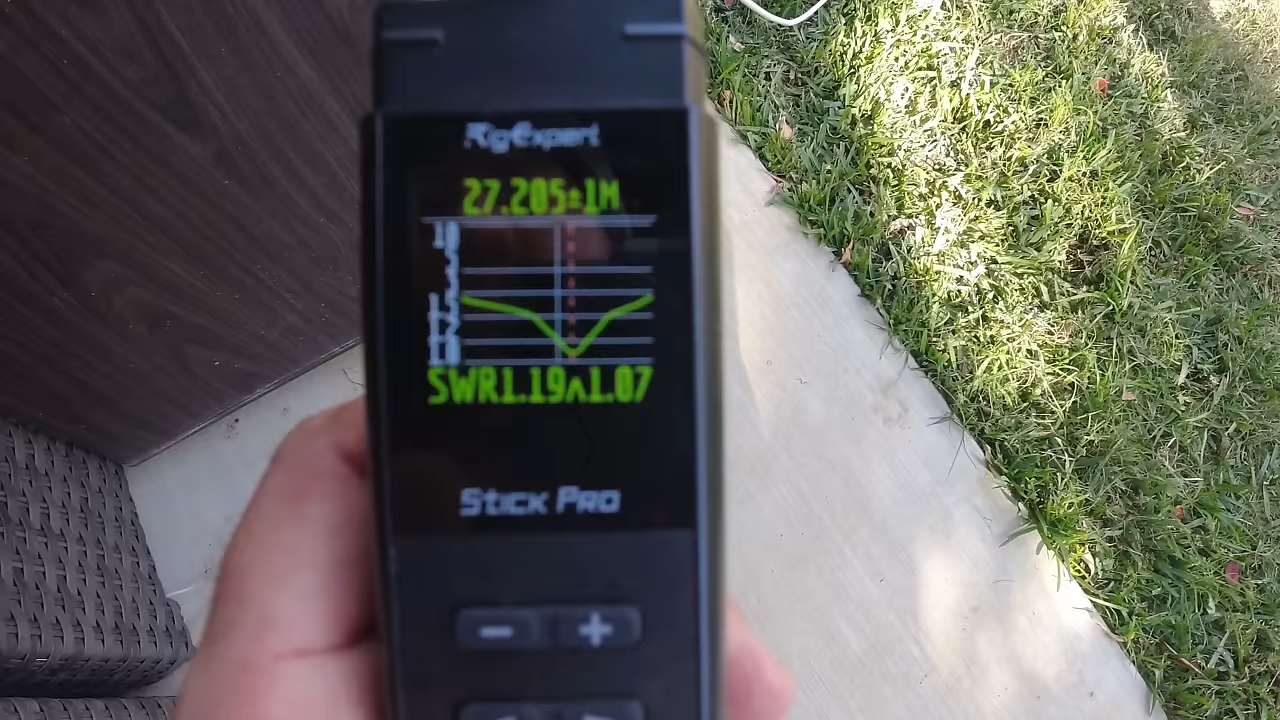 RigExpert
27.205±1M
SWR1.19∧1.07
Stick Pro
− +